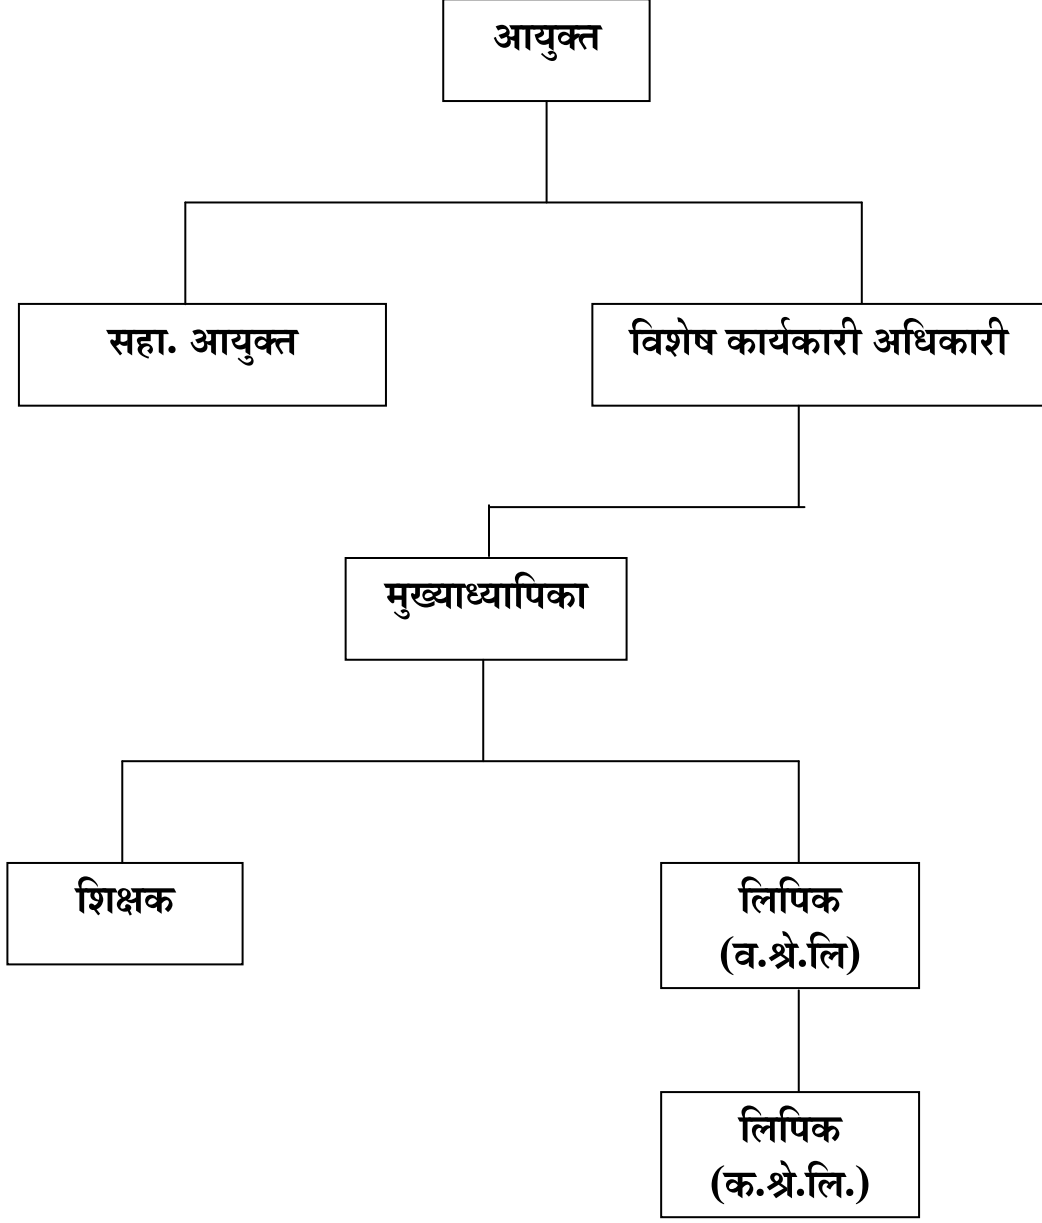 आयुक्त
सहा. आयुक्त
विशेष कार्यकारी अधिकारी
मुख्याध्यापिका
शिक्षक
लिपिक
(व.श्रे.लि)
लिपिक
(क.श्रे.लि.)